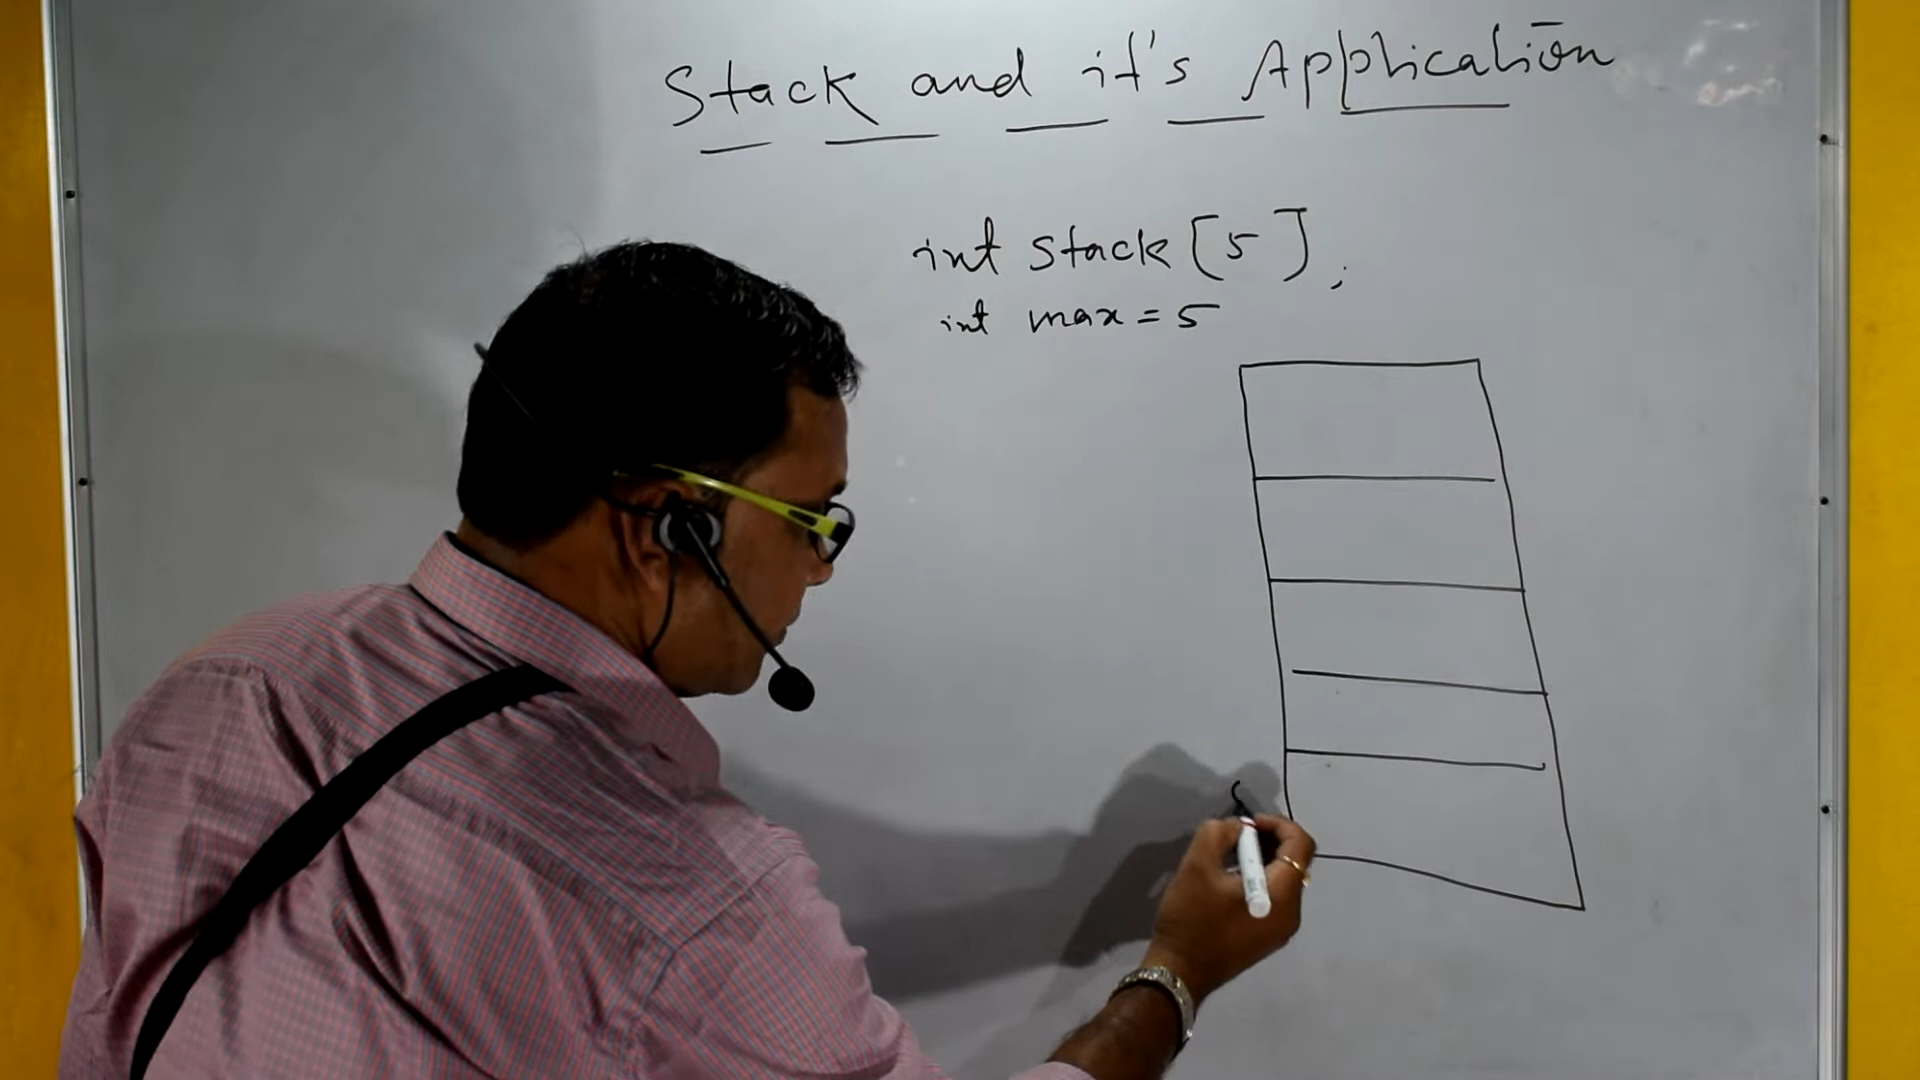 Stack and it's Application
int stack [5];
int max = 5